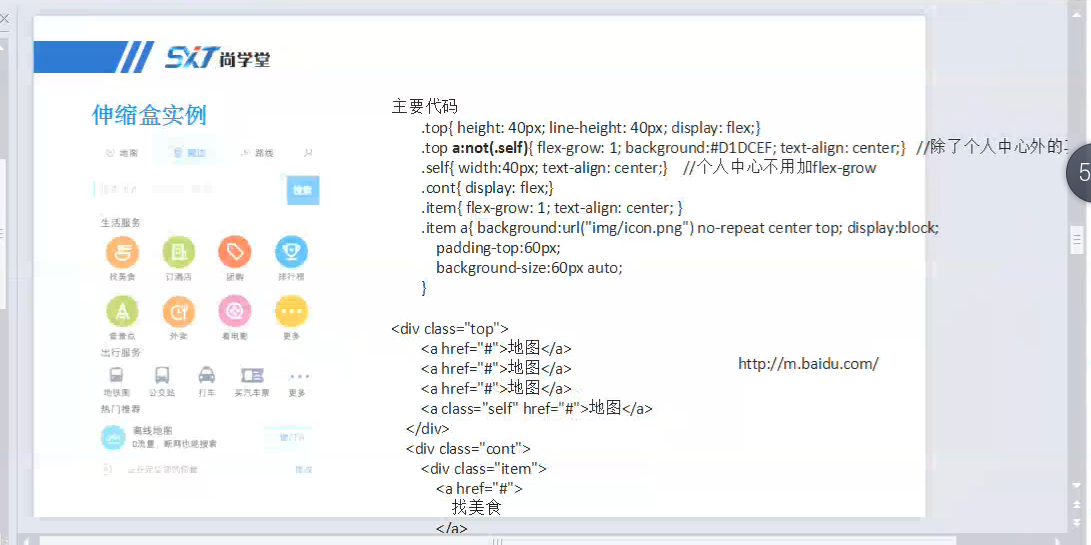 SXT尚学堂
伸缩盒实例
地图
周边
路线
搜索
生活服务
找美食
订酒店
团购
排行榜
看景点
外卖
看电影
更多
出行服务
地铁图
公交站
打车
买汽车票
更多
热门推荐
离线地图
0流量，断网也能搜索
主要代码
.top{ height: 40px; line-height: 40px; display: flex;}
.top a:not(.self){ flex-grow: 1; background:#D1DCEF; text-align: center;} //除了个人中心外的
.self{ width:40px; text-align: center;} //个人中心不用加flex-grow
.cont{ display: flex;}
.item{ flex-grow: 1; text-align: center; }
.item a{ background:url("img/icon.png") no-repeat center top; display:block;
padding-top:60px;
background-size:60px auto;
}
<div class="top">
<a href="#">地图</a>
<a href="#">地图</a>
<a href="#">地图</a>
<a class="self" href="#">地图</a>
</div>
<div class="cont">
<div class="item">
<a href="#">
找美食
</a>
http://m.baidu.com/
5